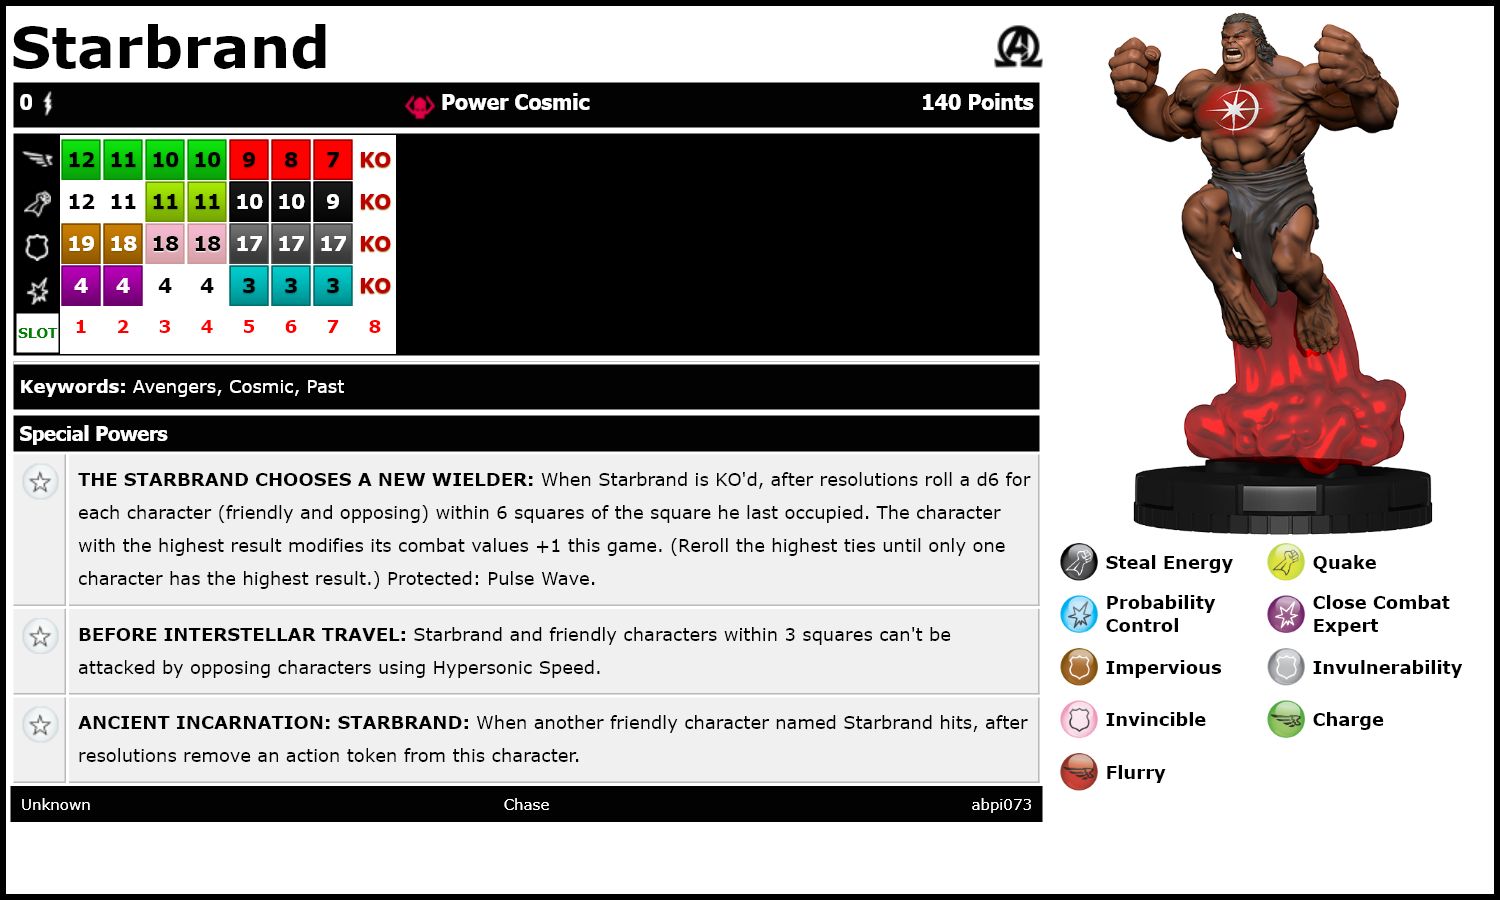 Starbrand
0 Power Cosmic 140 Points
12 11 10 10 9 8 7 KO
12 11 11 11 10 10 9 KO
19 18 18 18 17 17 17 KO
4 4 4 4 3 3 3 KO
SLOT 1 2 3 4 5 6 7 8
Keywords: Avengers, Cosmic, Past
Special Powers
THE STARBRAND CHOOSES A NEW WIELDER: When Starbrand is KO'd, after resolutions roll a d6 for
each character (friendly and opposing) within 6 squares of the square he last occupied. The character
with the highest result modifies its combat values +1 this game. (Reroll the highest ties until only one
character has the highest result.) Protected: Pulse Wave.
BEFORE INTERSTELLAR TRAVEL: Starbrand and friendly characters within 3 squares can't be
attacked by opposing characters using Hypersonic Speed.
ANCIENT INCARNATION: STARBRAND: When another friendly character named Starbrand hits, after
resolutions remove an action token from this character.
Unknown Chase abpi073
Steal Energy Quake
Probability
Control
Close Combat
Expert
Impervious Invulnerability
Invincible Charge
Flurry